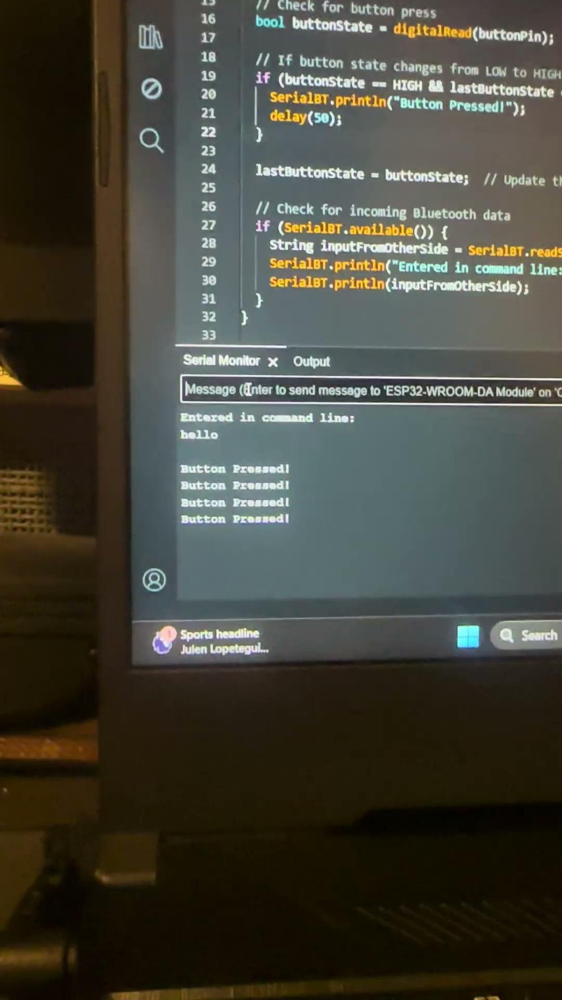 15 // Check for button press
16 bool buttonState = digitalRead(buttonPin);
17
18 // If button state changes from LOW to HIGH
19 if (buttonState == HIGH && lastButtonState
20 SerialBT.println("Button Pressed!");
21 delay(50);
22 }
23
24 lastButtonState = buttonState; // Update th
25
26 // Check for incoming Bluetooth data
27 if (SerialBT.available()) {
28 String inputFromOtherSide = SerialBT.readS
29 SerialBT.println("Entered in command line:
30 SerialBT.println(inputFromOtherSide);
31 }
32 }
33
Serial Monitor x Output
Message (Enter to send message to 'ESP32-WROOM-DA Module' on 'C
Entered in command line:
hello
Button Pressed!
Button Pressed!
Button Pressed!
Button Pressed!
1 Sports headline
Julen Lopetegui...
Search